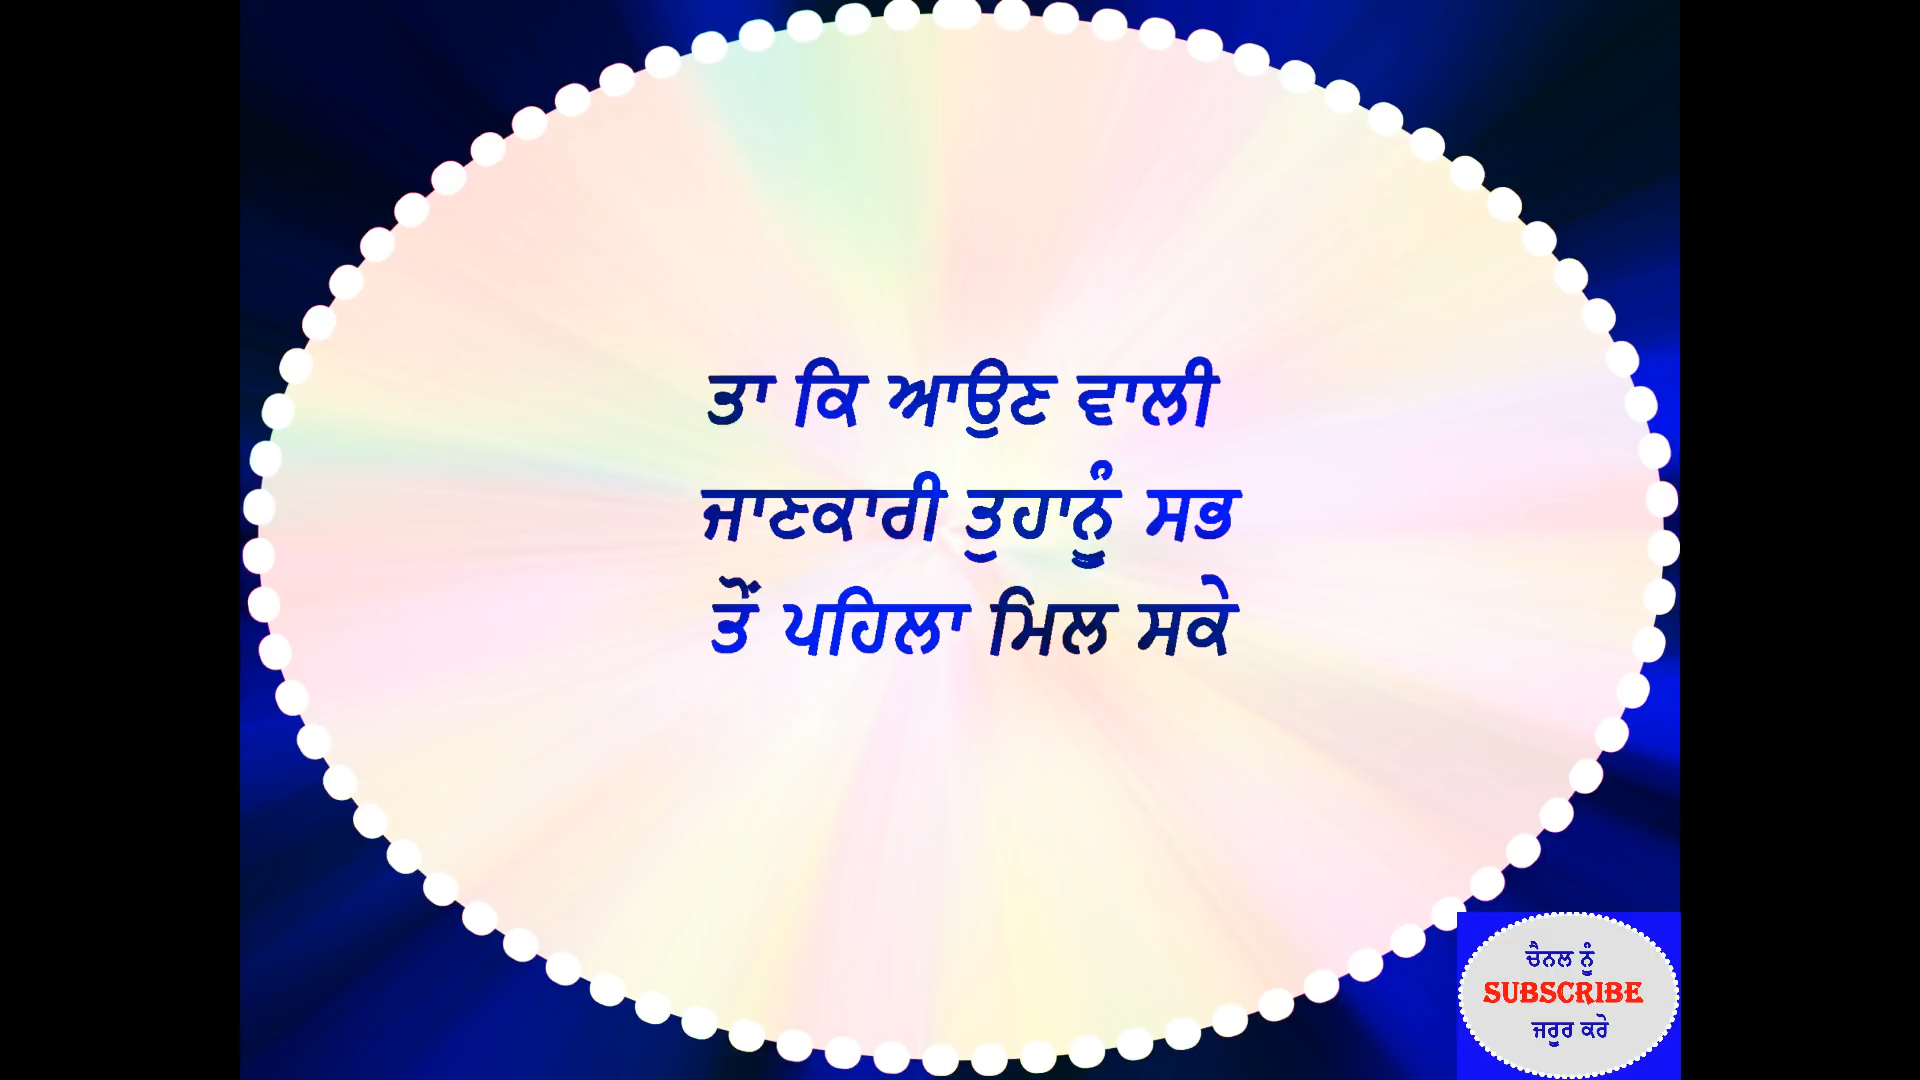 ਤਾ ਕਿ ਆਉਣ ਵਾਲੀ
ਜਾਣਕਾਰੀ ਤੁਹਾਨੂੰ ਸਭ
ਤੋਂ ਪਹਿਲਾ ਮਿਲ ਸਕੇ
ਚੈਨਲ ਨੂੰ
SUBSCRIBE
ਜਰੂਰ ਕਰੋ